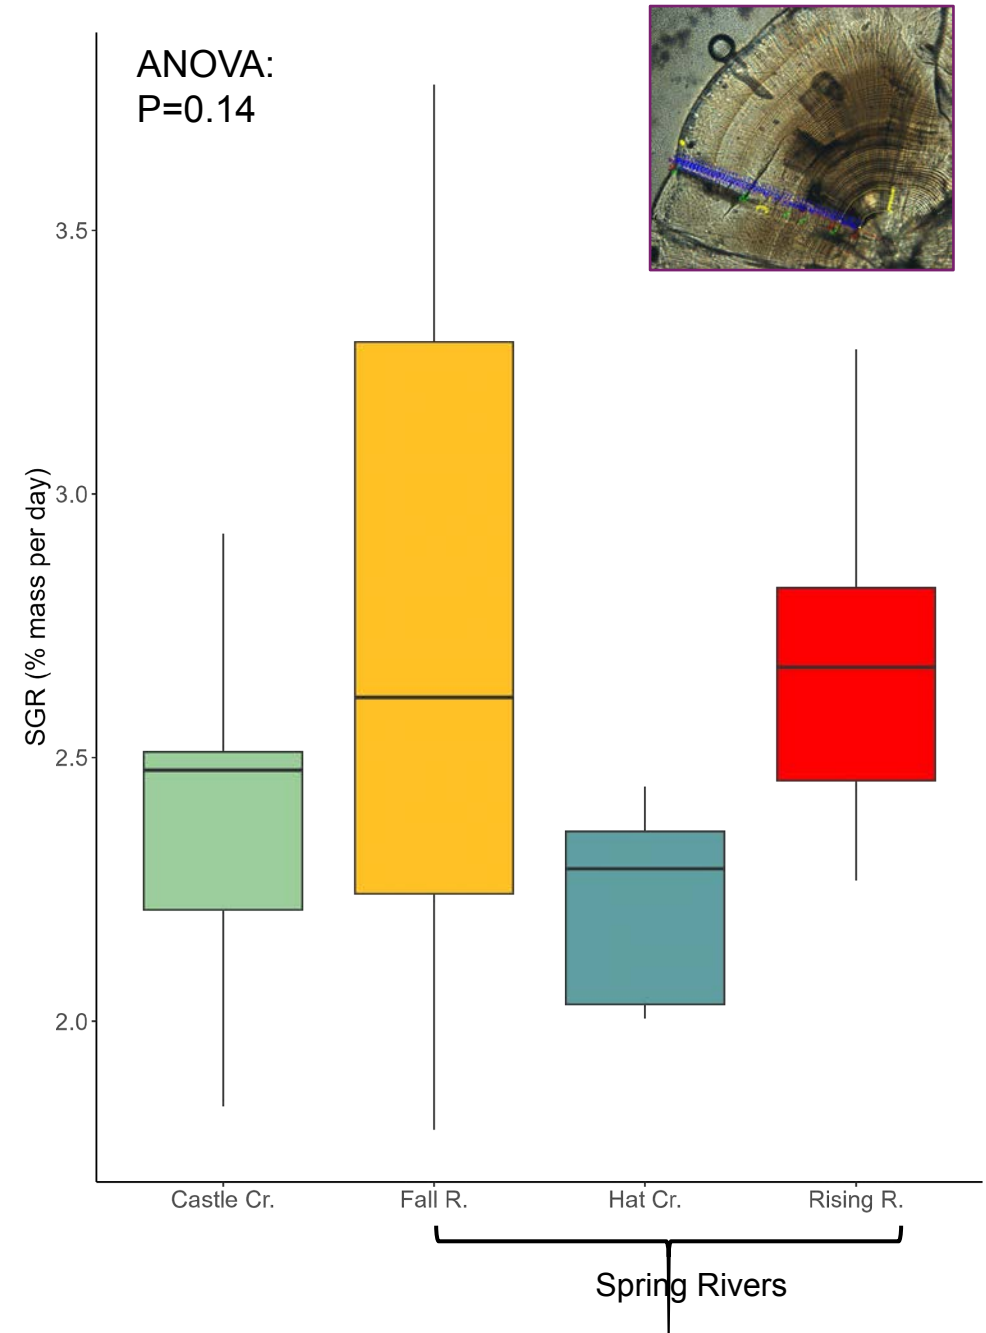 ANOVA:
P=0.14
SGR (% mass per day)
3.5
3.0
2.5
2.0
Castle Cr.
Fall R.
Hat Cr.
Rising R.
Spring Rivers